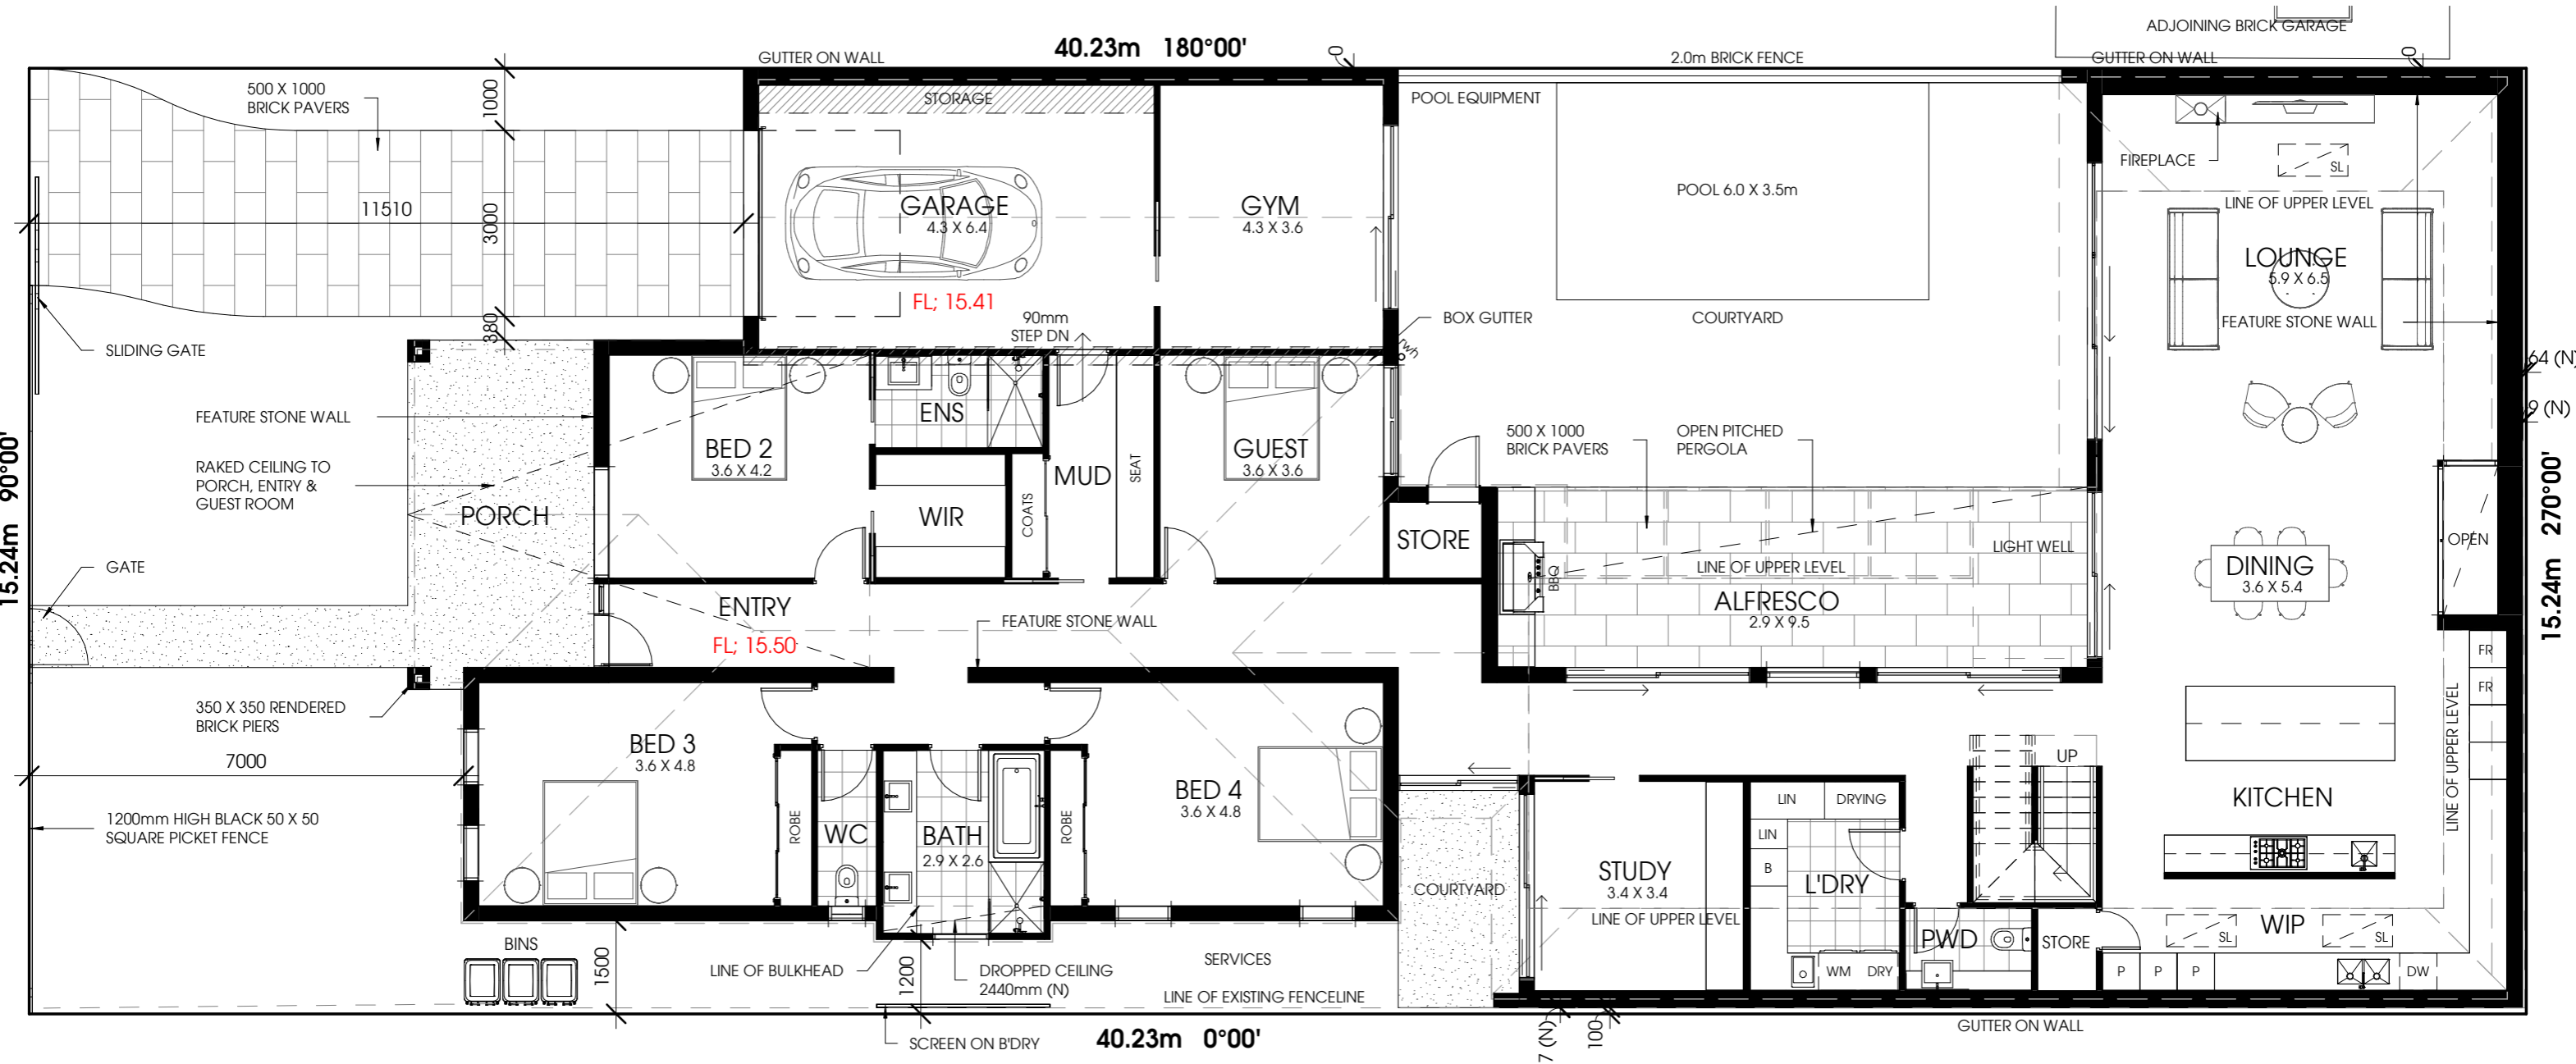 ADJOINING BRICK GARAGE
GUTTER ON WALL
40.23m 180°00'
2.0m BRICK FENCE
GUTTER ON WALL
0
0
500 X 1000
BRICK PAVERS
1000
STORAGE
POOL EQUIPMENT
FIREPLACE
SL
POOL 6.0 X 3.5m
11510
3000
GARAGE
4.3 X 6.4
GYM
4.3 X 3.6
LINE OF UPPER LEVEL
LOUNGE
5.9 X 6.5
FL; 15.41
380
90mm
STEP DN
BOX GUTTER
COURTYARD
FEATURE STONE WALL
SLIDING GATE
rwh
64 (N)
9 (N)
FEATURE STONE WALL
ENS
BED 2
3.6 X 4.2
GUEST
3.6 X 3.6
500 X 1000
BRICK PAVERS
OPEN PITCHED
PERGOLA
RAKED CEILING TO
PORCH, ENTRY &
GUEST ROOM
MUD
SEAT
COATS
15.24m 90°00'
15.24m 270°00'
PORCH
WIR
STORE
LIGHT WELL
OPEN
GATE
LINE OF UPPER LEVEL
BBQ
DINING
3.6 X 5.4
ENTRY
FL; 15.50
FEATURE STONE WALL
ALFRESCO
2.9 X 9.5
FR
FR
350 X 350 RENDERED
BRICK PIERS
LINE OF UPPER LEVEL
7000
BED 3
3.6 X 4.8
BED 4
3.6 X 4.8
UP
KITCHEN
1200mm HIGH BLACK 50 X 50
SQUARE PICKET FENCE
ROBE
WC
BATH
2.9 X 2.6
ROBE
LIN
DRYING
LIN
B
STUDY
3.4 X 3.4
L'DRY
COURTYARD
LINE OF UPPER LEVEL
WIP
SL
SL
PWD
STORE
BINS
1500
1200
LINE OF BULKHEAD
DROPPED CEILING
2440mm (N)
SERVICES
LINE OF EXISTING FENCELINE
WM
DRY
P
P
P
DW
SCREEN ON B'DRY
40.23m 0°00'
7 (N)
100
GUTTER ON WALL